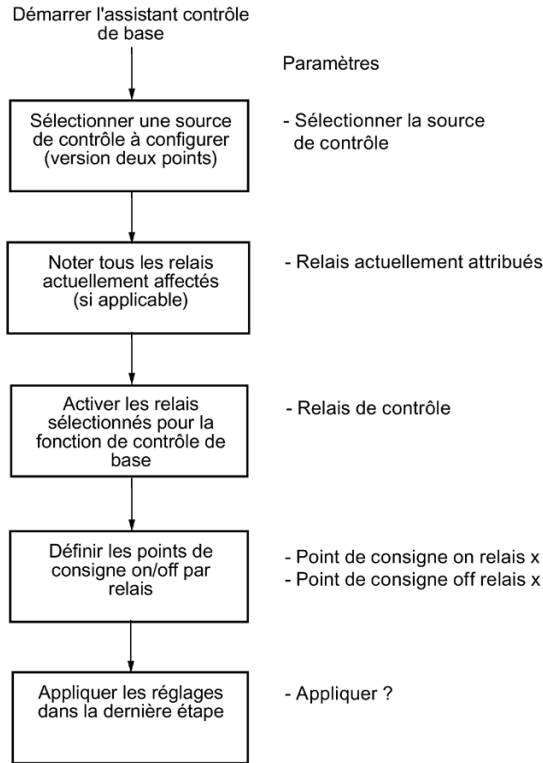 Démarrer l'assistant contrôle
de base
Paramètres
Sélectionner une source
de contrôle à configurer
(version deux points)
- Sélectionner la source
de contrôle
Noter tous les relais
actuellement affectés
(si applicable)
- Relais actuellement attribués
Activer les relais
sélectionnés pour la
fonction de contrôle de
base
- Relais de contrôle
Définir les points de
consigne on/off par
relais
- Point de consigne on relais x
- Point de consigne off relais x
Appliquer les réglages
dans la dernière étape
- Appliquer ?